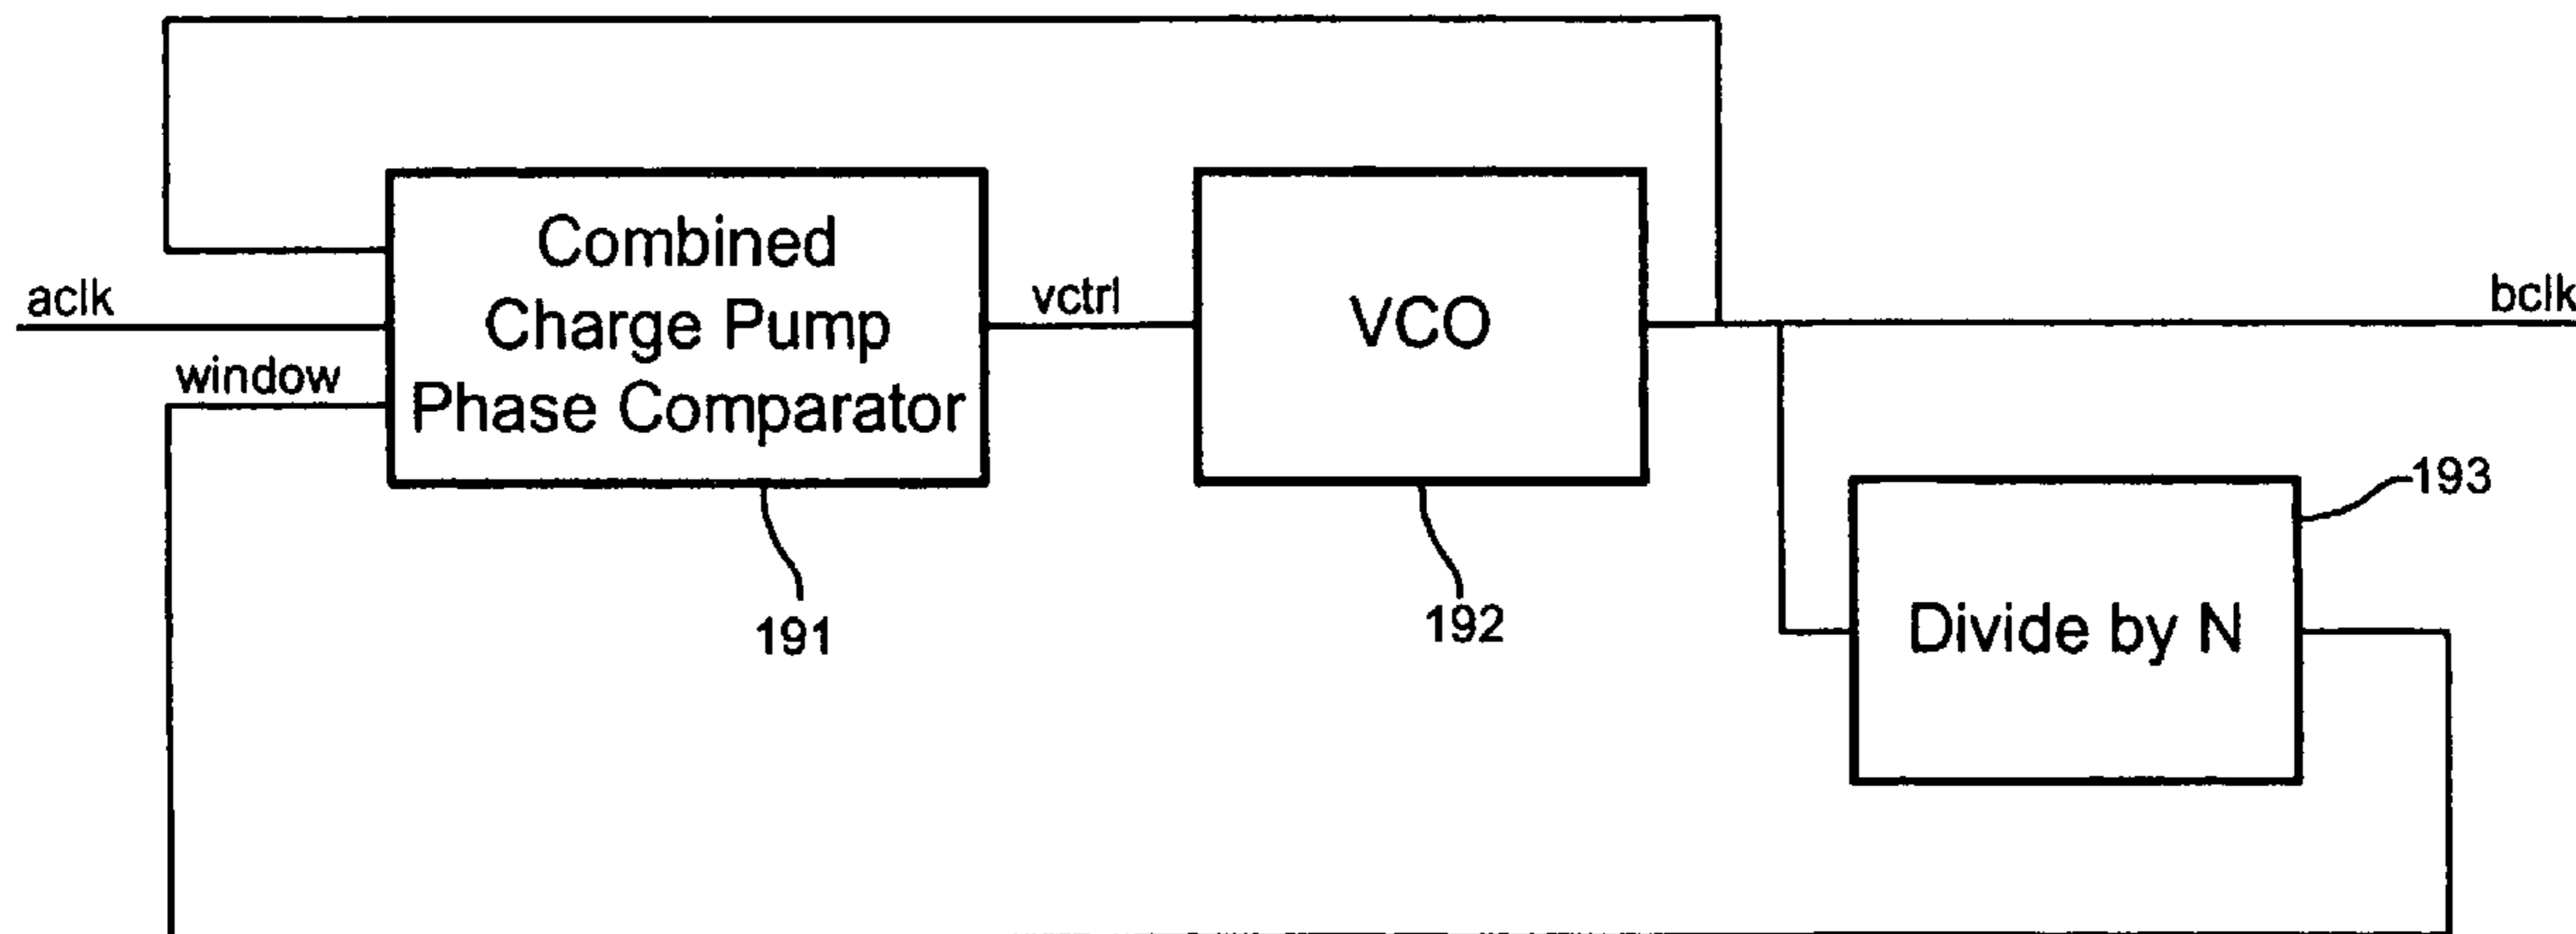 Combined
Charge Pump
Phase Comparator
aclk
window
vctrl
VCO
bclk
191
192
193
Divide by N